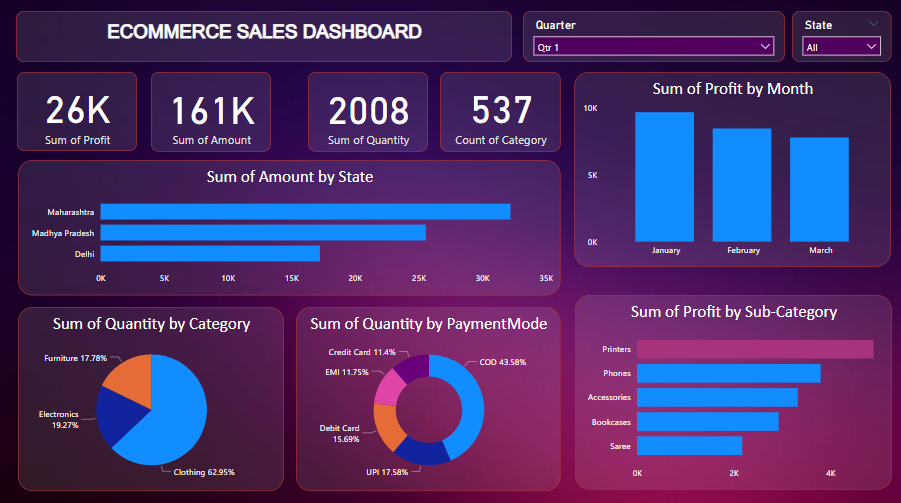 ECOMMERCE SALES DASHBOARD
Quarter
Qtr 1
State
All
26K
Sum of Profit
161K
Sum of Amount
2008
Sum of Quantity
537
Count of Category
Sum of Profit by Month
10K
5K
0K
January
February
March
Sum of Amount by State
Maharashtra
Madhya Pradesh
Delhi
0K
5K
10K
15K
20K
25K
30K
35K
Sum of Quantity by Category
Furniture 17.78%
Electronics
19.27%
Clothing 62.95%
Sum of Quantity by PaymentMode
Credit Card 11.4%
COD 43.58%
EMI 11.75%
Debit Card
15.69%
UPI 17.58%
Sum of Profit by Sub-Category
Printers
Phones
Accessories
Bookcases
Saree
0K
2K
4K